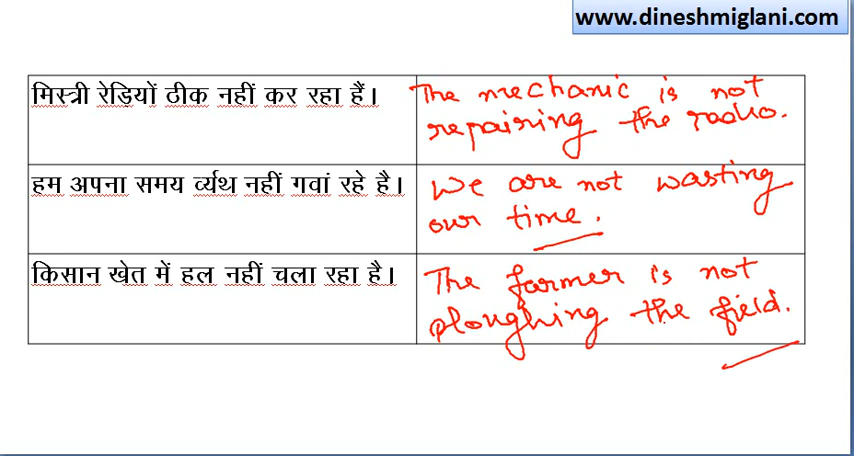 www.dineshmiglani.com
मिस्त्री रेडियों ठीक नहीं कर रहा हैं।
The mechanic is not
repairing the radio.
हम अपना समय र्व्यथ नहीं गवां रहे है।
We are not wasting
our time.
किसान खेत में हल नहीं चला रहा है।
The farmer is not
ploughing the field.